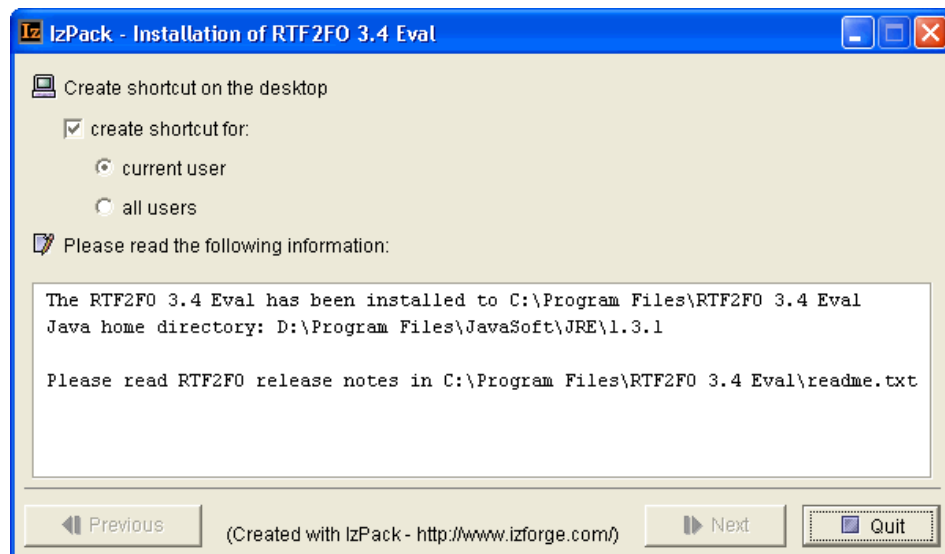 IzPack - Installation of RTF2FO 3.4 Eval
Create shortcut on the desktop
create shortcut for:
current user
all users
Please read the following information:
The RTF2FO 3.4 Eval has been installed to C:\Program Files\RTF2FO 3.4 Eval
Java home directory: D:\Program Files\JavaSoft\JRE\1.3.1
Please read RTF2FO release notes in C:\Program Files\RTF2FO 3.4 Eval\readme.txt
Previous
(Created with IzPack - http://www.izforge.com/)
Next
Quit